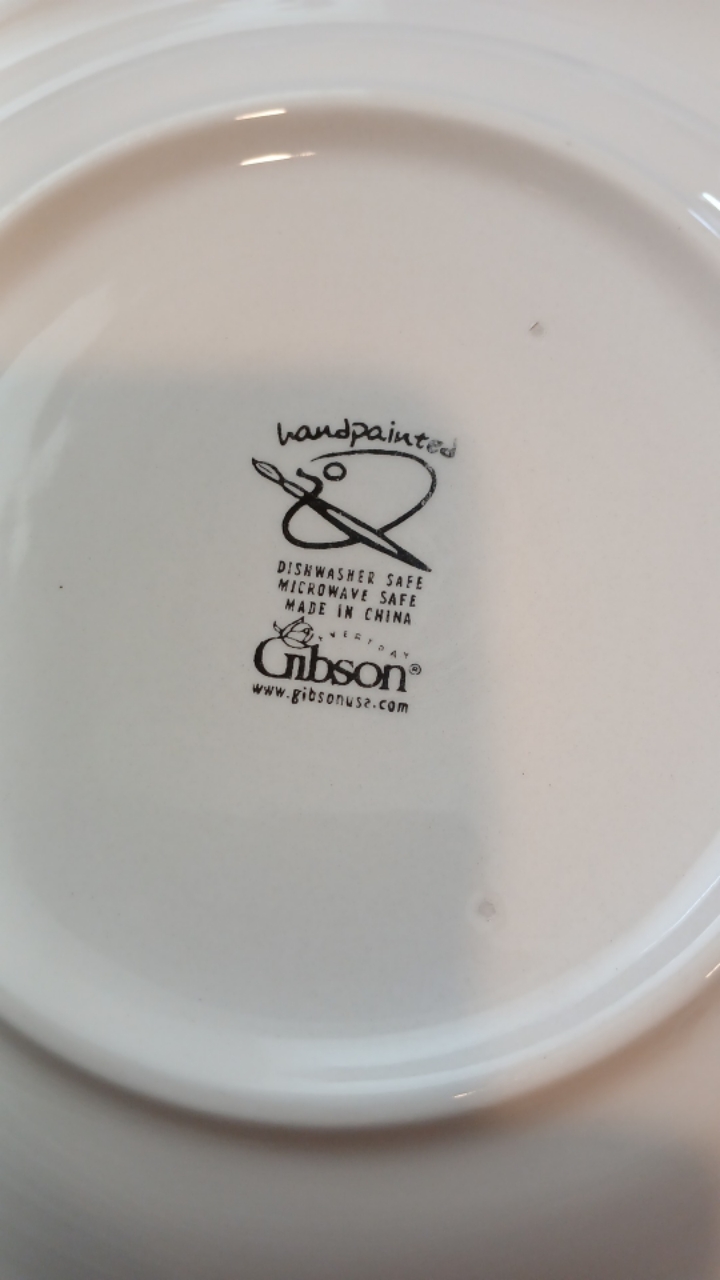 handpainted
DISHWASHER SAFE
MICROWAVE SAFE
MADE IN CHINA
EVERYDAY
Gibson®
www.gibsonusa.com